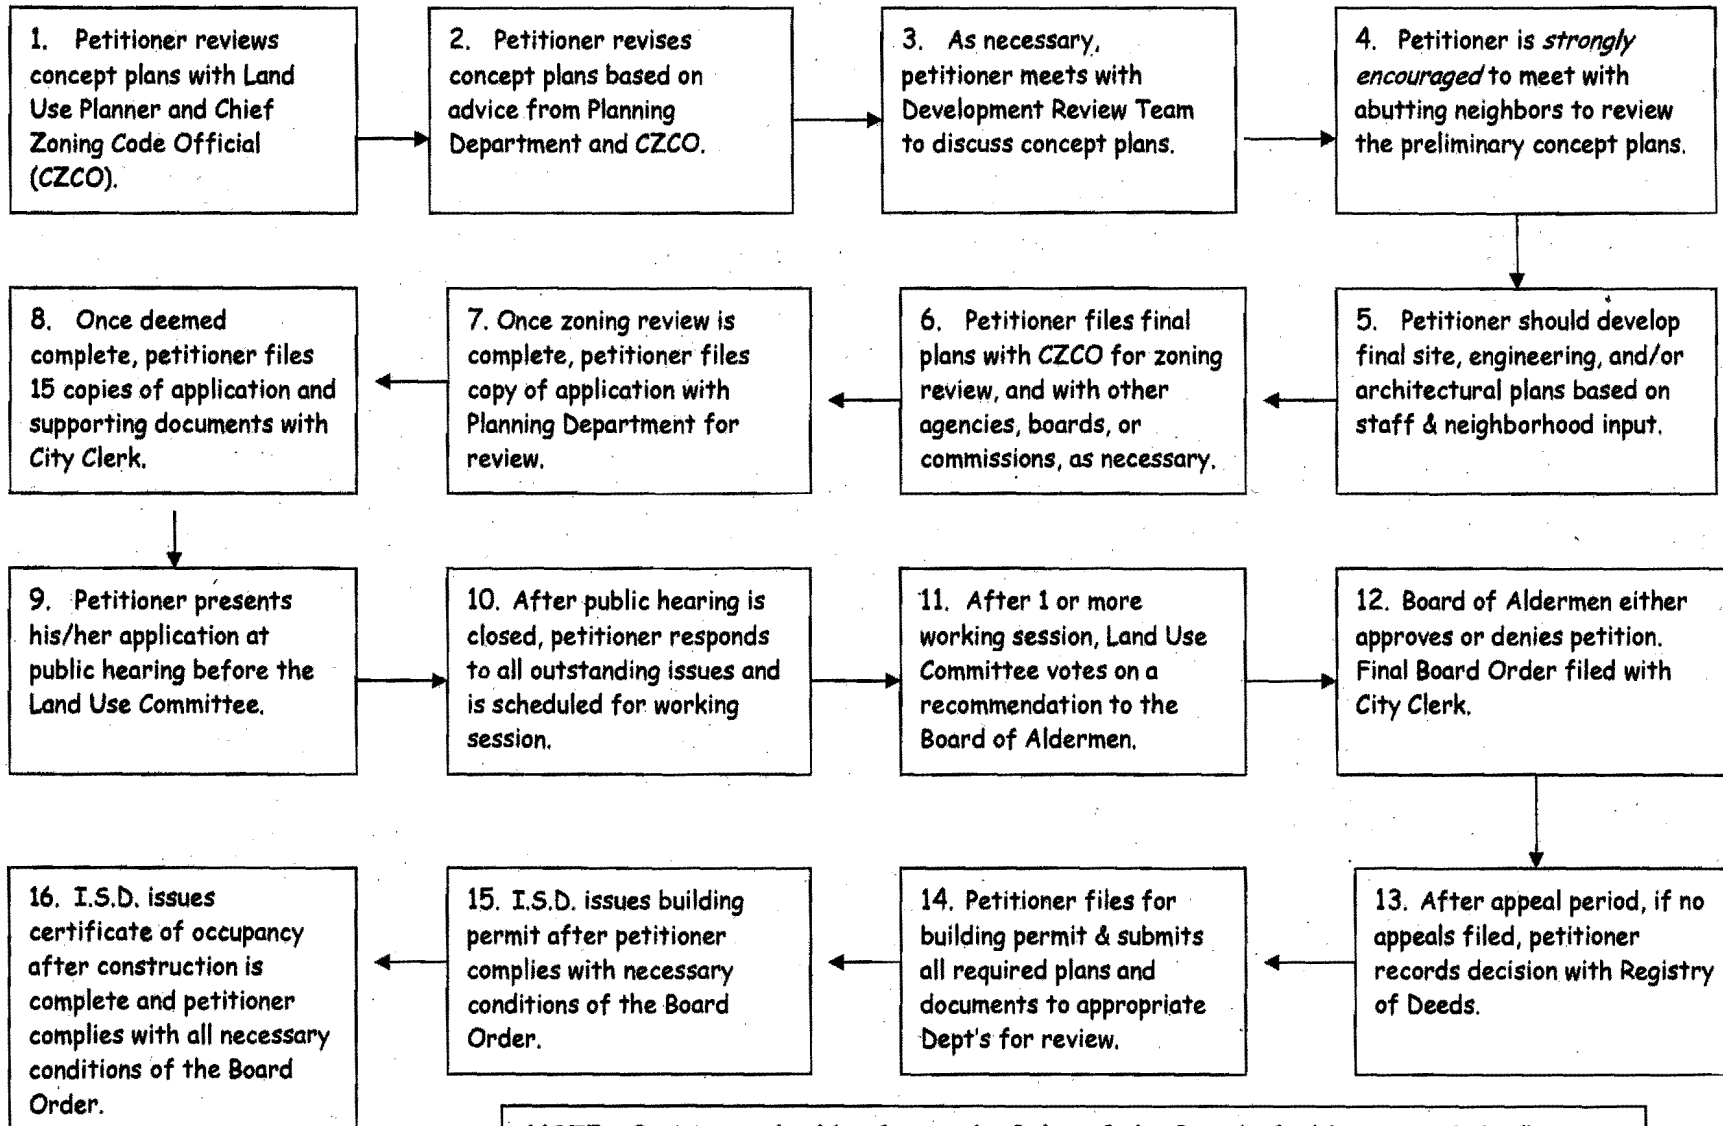 1. Petitioner reviews
concept plans with Land
Use Planner and Chief
Zoning Code Official
(CZCO).
2. Petitioner revises
concept plans based on
advice from Planning
Department and CZCO.
3. As necessary,
petitioner meets with
Development Review Team
to discuss concept plans.
4. Petitioner is strongly
encouraged to meet with
abutting neighbors to review
the preliminary concept plans.
5. Petitioner should develop
final site, engineering, and/or
architectural plans based on
staff & neighborhood input.
6. Petitioner files final
plans with CZCO for zoning
review, and with other
agencies, boards, or
commissions, as necessary.
7. Once zoning review is
complete, petitioner files
copy of application with
Planning Department for
review.
8. Once deemed
complete, petitioner files
15 copies of application and
supporting documents with
City Clerk.
9. Petitioner presents
his/her application at
public hearing before the
Land Use Committee.
10. After public hearing is
closed, petitioner responds
to all outstanding issues and
is scheduled for working
session.
11. After 1 or more
working session, Land Use
Committee votes on a
recommendation to the
Board of Aldermen.
12. Board of Aldermen either
approves or denies petition.
Final Board Order filed with
City Clerk.
13. After appeal period, if no
appeals filed, petitioner
records decision with Registry
of Deeds.
14. Petitioner files for
building permit & submits
all required plans and
documents to appropriate
Dept's for review.
15. I.S.D. issues building
permit after petitioner
complies with necessary
conditions of the Board
Order.
16. I.S.D. issues
certificate of occupancy
after construction is
complete and petitioner
complies with all necessary
conditions of the Board
Order.